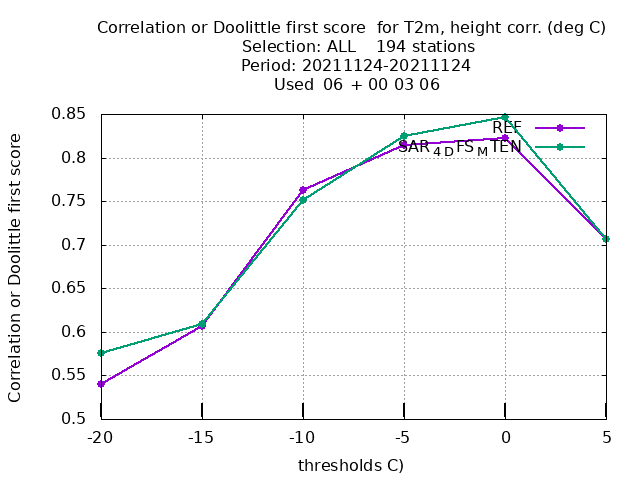 Correlation or Doolittle first score  for T2m, height corr. (deg C)
Selection: ALL    194 stations
Period: 20211124-20211124
Used  06 + 00 03 06
Correlation or Doolittle first score
0.85
0.8
0.75
0.7
0.65
0.6
0.55
0.5
REF
SAR4DTSMTEN
-20 -15 -10 -5 0 5
thresholds C)